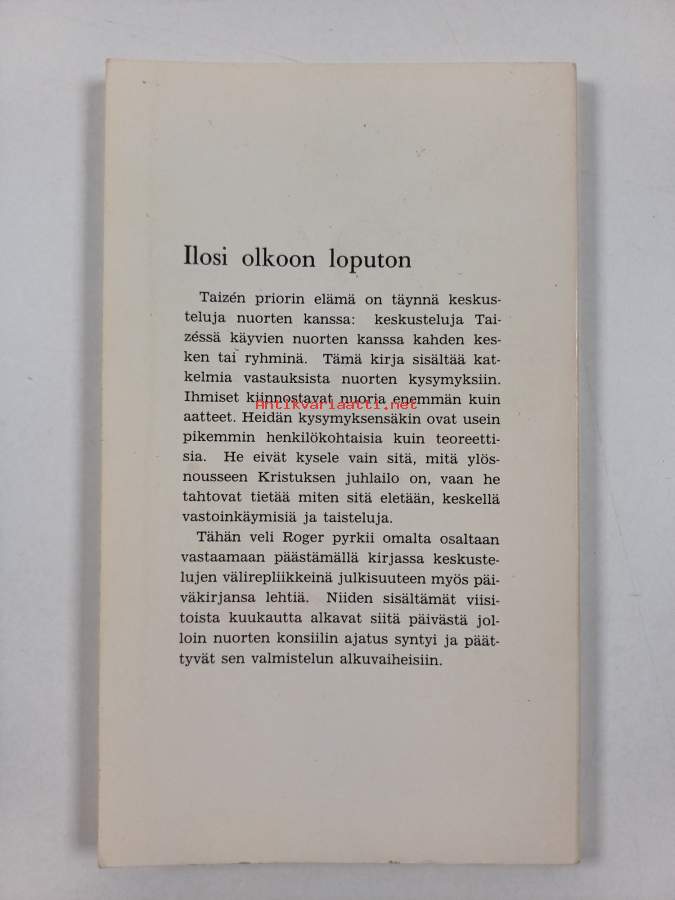 Ilosi olkoon loputon
Taizén priorin elämä on täynnä keskus-
teluja nuorten kanssa: keskusteluja Tai-
zéssä käyvien nuorten kanssa kahden kes-
ken tai ryhminä. Tämä kirja sisältää kat-
kelmia vastauksista nuorten kysymyksiin.
Ihmiset kiinnostavat nuoria enemmän kuin
Antikvariaatti.net
aatteet. Heidän kysymyksensäkin ovat usein
pikemmin henkilökohtaisia kuin teoreetti-
sia. He eivät kysele vain sitä, mitä ylös-
nousseen Kristuksen juhlailo on, vaan he
tahtovat tietää miten sitä eletään, keskellä
vastoinkäymisiä ja taisteluja.
Tähän veli Roger pyrkii omalta osaltaan
vastaamaan päästämällä kirjassa keskuste-
lujen välirepliikkeinä julkisuuteen myös päi-
väkirjansa lehtiä. Niiden sisältämät viisi-
toista kuukautta alkavat siitä päivästä jol-
loin nuorten konsiilin ajatus syntyi ja päät-
tyvät sen valmistelun alkuvaiheisiin.